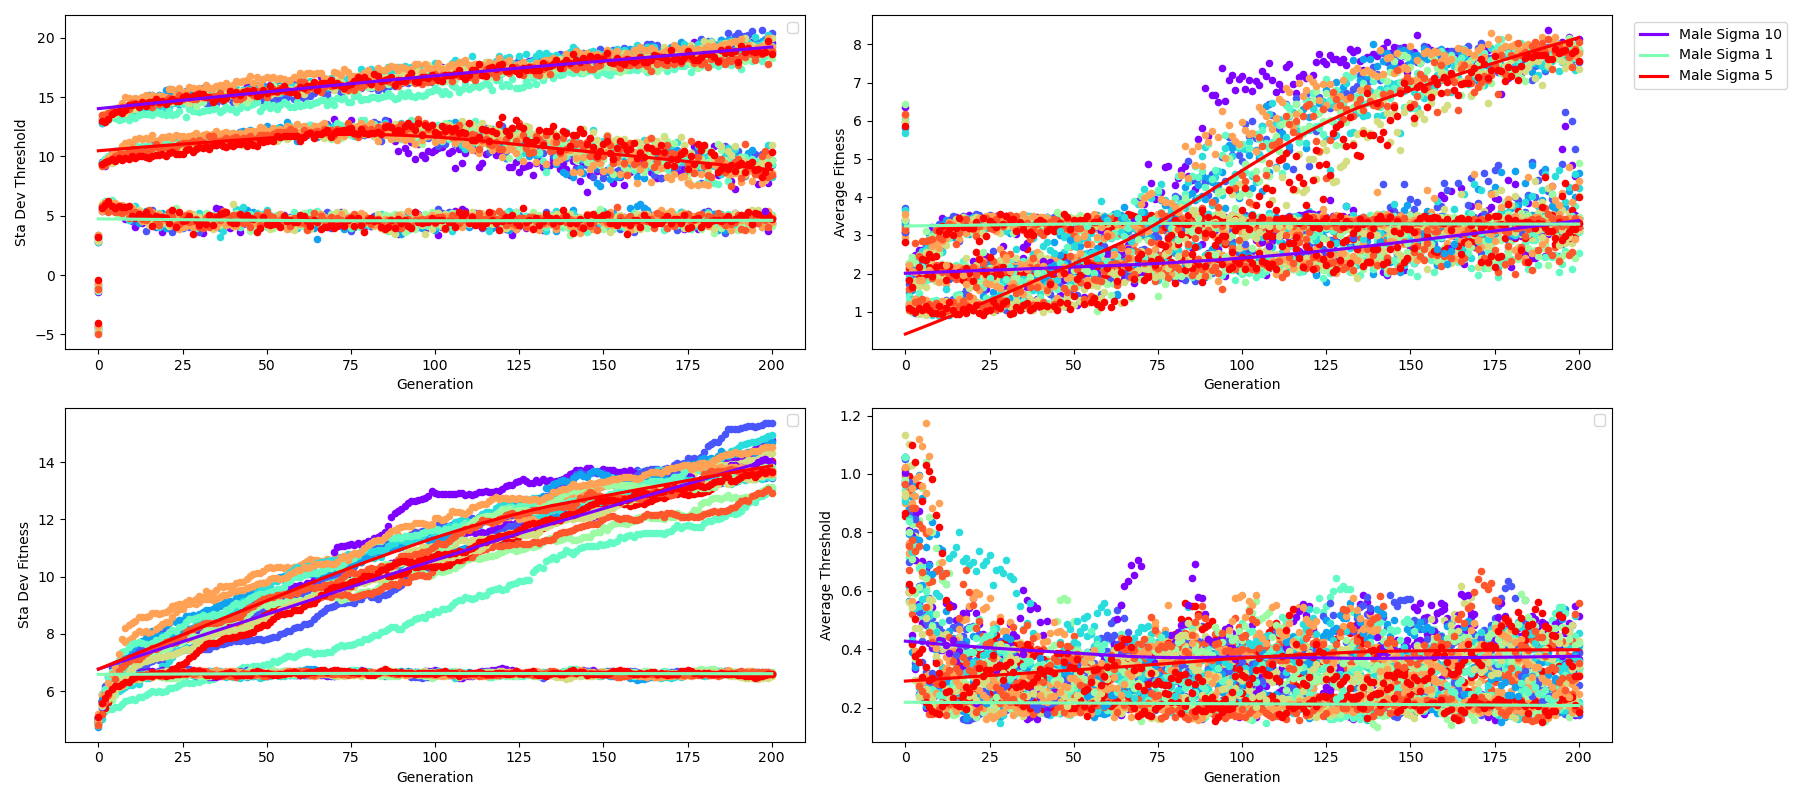 20
15
10
5
0
−5
Sta Dev Threshold
0 25 50 75 100 125 150 175 200
Generation
8
7
6
5
4
3
2
1
Average Fitness
0 25 50 75 100 125 150 175 200
Generation
Male Sigma 10
Male Sigma 1
Male Sigma 5
14
12
10
8
6
Sta Dev Fitness
0 25 50 75 100 125 150 175 200
Generation
1.2
1.0
0.8
0.6
0.4
0.2
Average Threshold
0 25 50 75 100 125 150 175 200
Generation